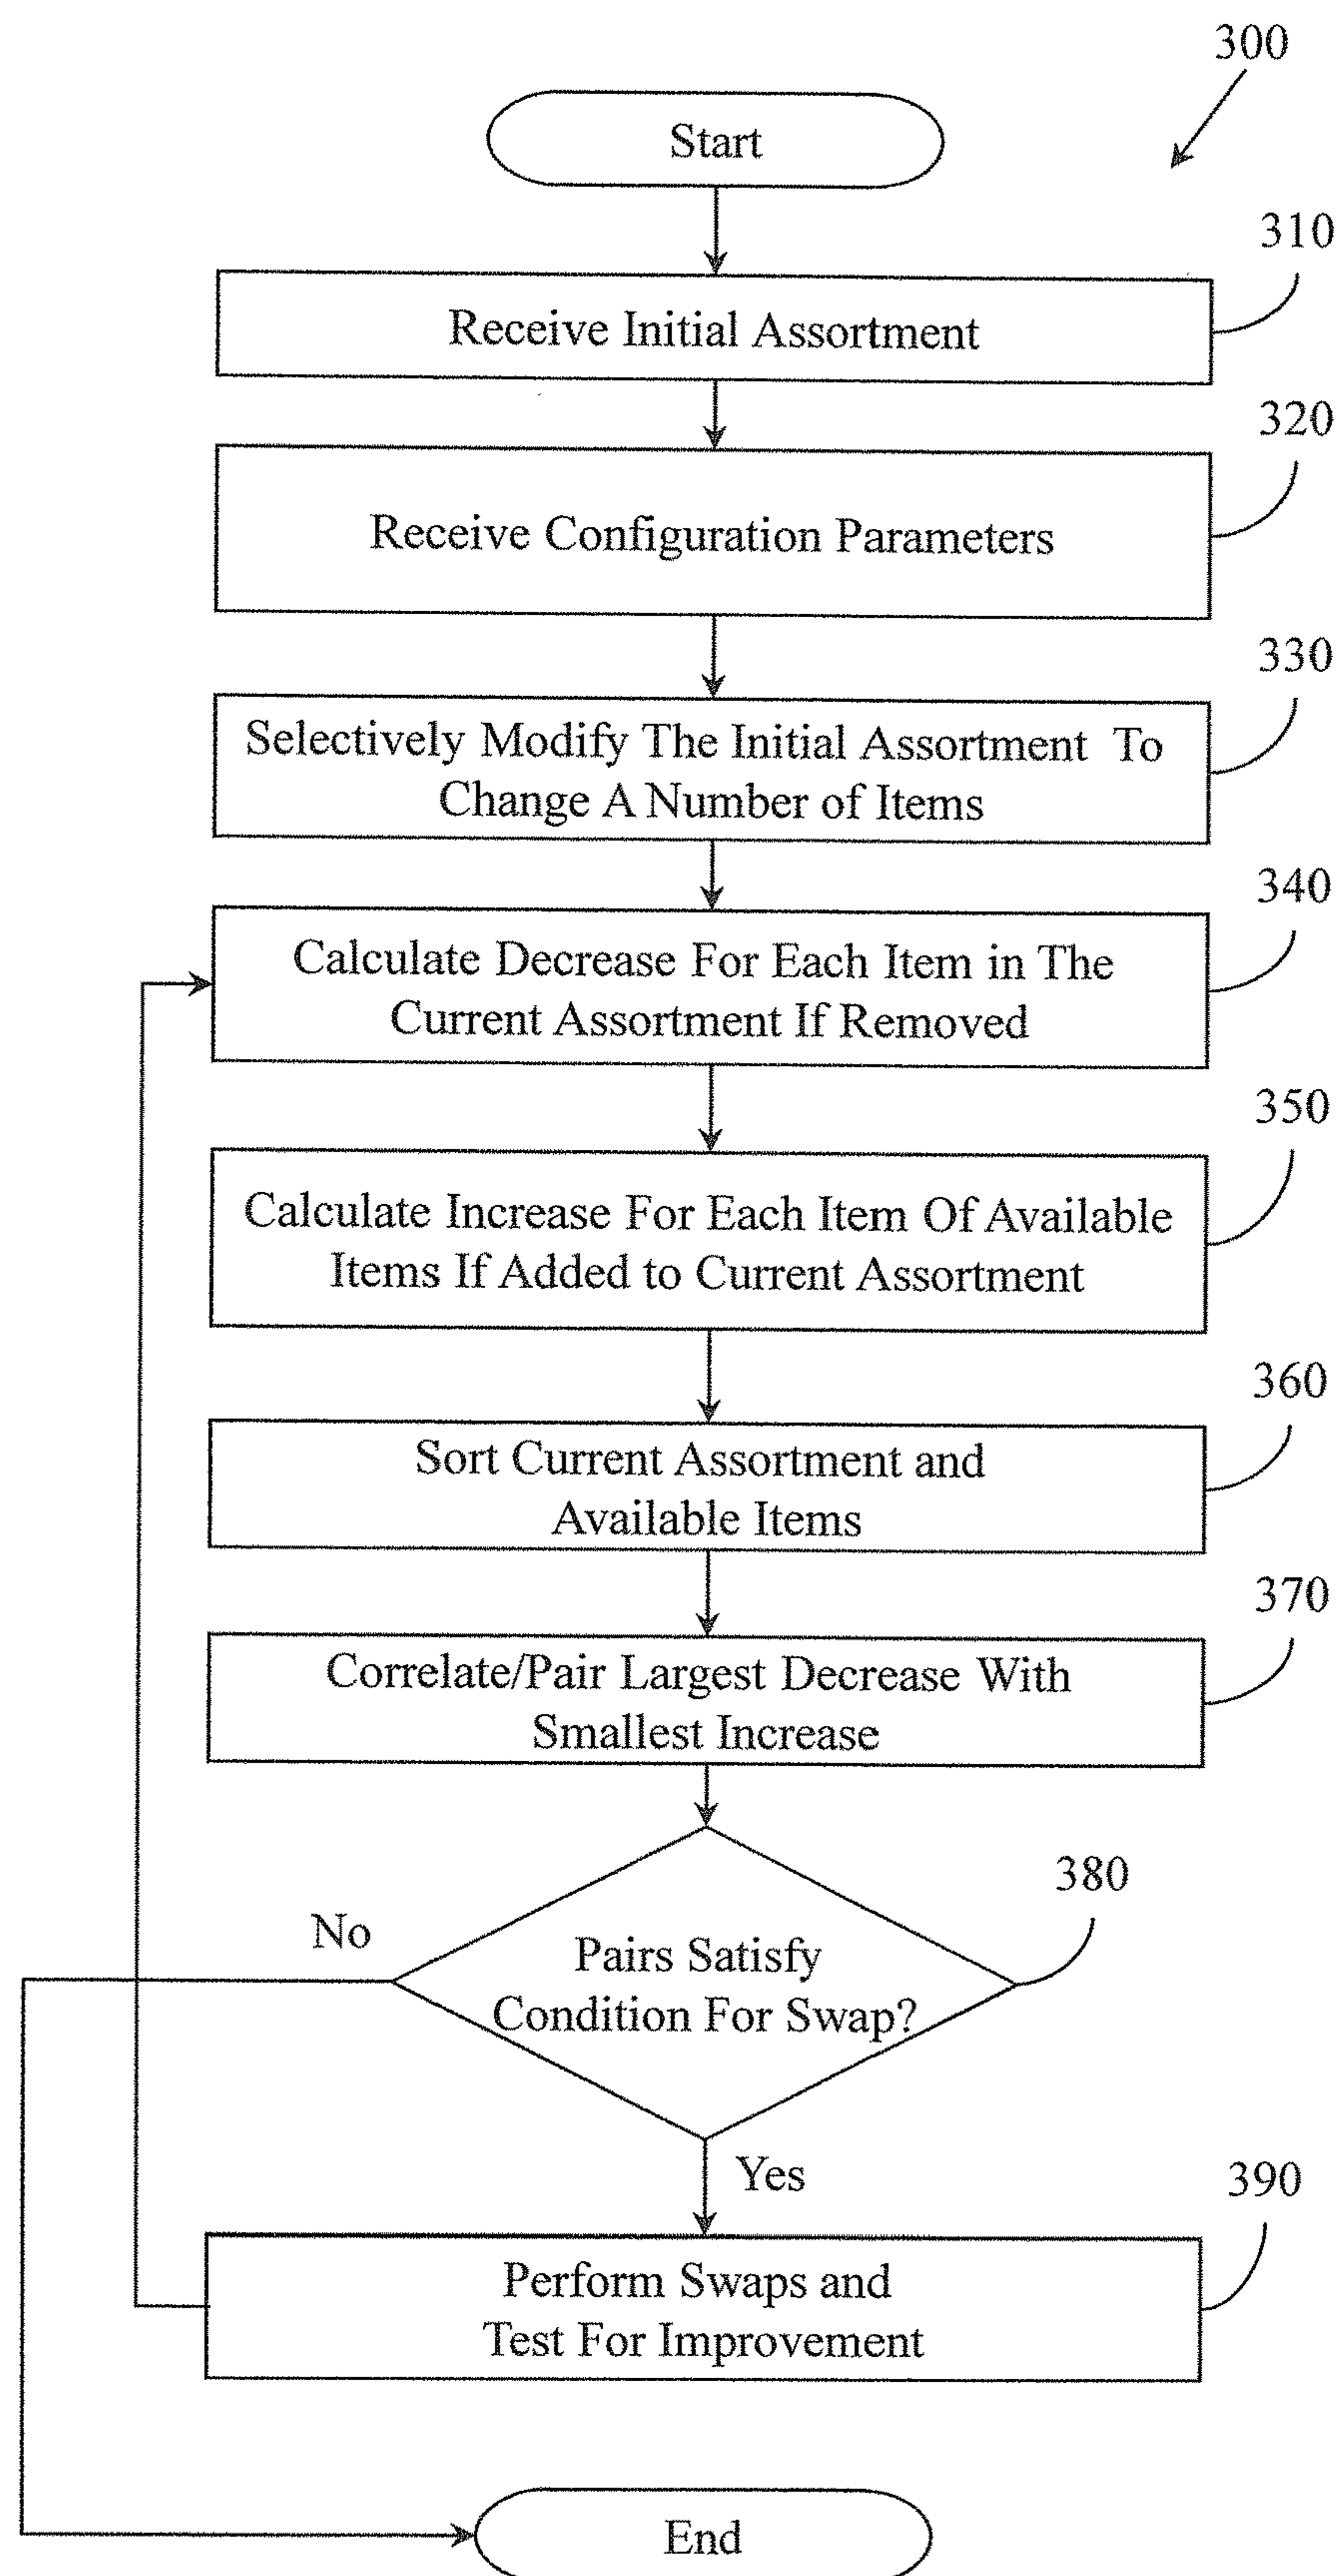 300
Start
310
Receive Initial Assortment
320
Receive Configuration Parameters
330
Selectively Modify The Initial Assortment To
Change A Number of Items
340
Calculate Decrease For Each Item in The
Current Assortment If Removed
350
Calculate Increase For Each Item Of Available
Items If Added to Current Assortment
360
Sort Current Assortment and
Available Items
370
Correlate/Pair Largest Decrease With
Smallest Increase
380
No
Pairs Satisfy
Condition For Swap?
Yes
390
Perform Swaps and
Test For Improvement
End